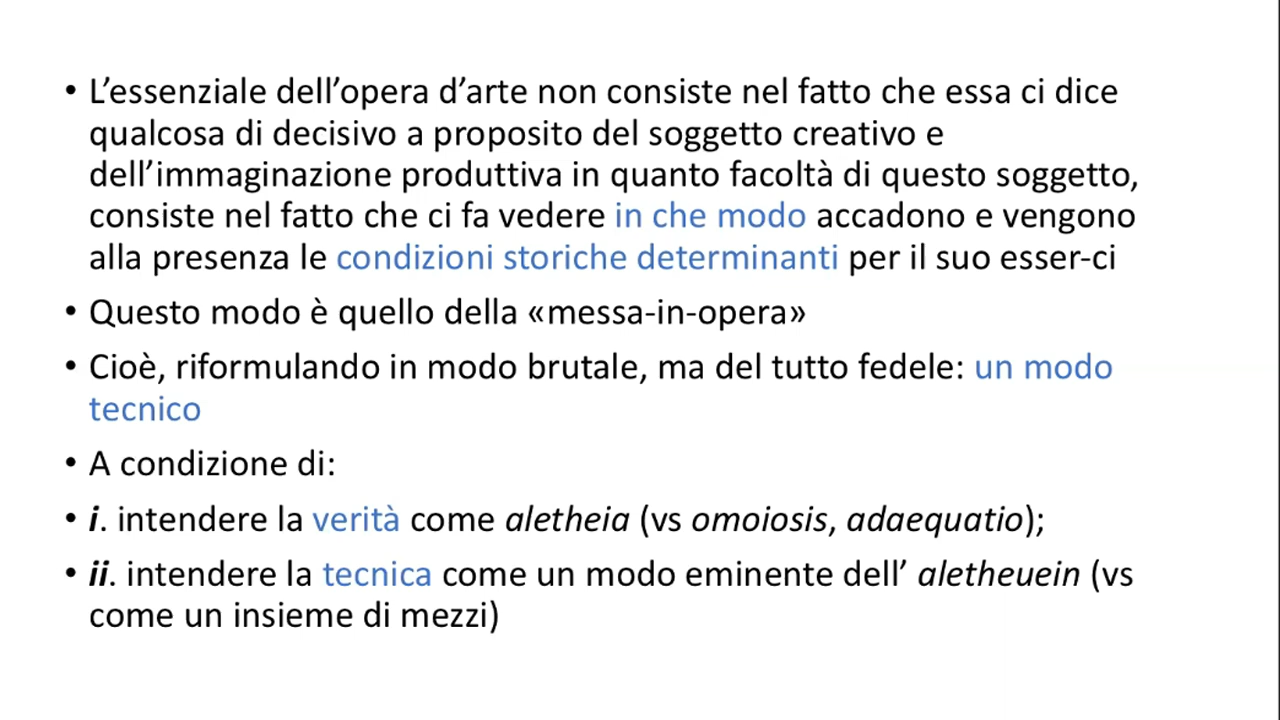 • L’essenziale dell’opera d’arte non consiste nel fatto che essa ci dice
qualcosa di decisivo a proposito del soggetto creativo e
dell’immaginazione produttiva in quanto facoltà di questo soggetto,
consiste nel fatto che ci fa vedere in che modo accadono e vengono
alla presenza le condizioni storiche determinanti per il suo esser-ci
• Questo modo è quello della «messa-in-opera»
• Cioè, riformulando in modo brutale, ma del tutto fedele: un modo
tecnico
• A condizione di:
• i. intendere la verità come aletheia (vs omoiosis, adaequatio);
• ii. intendere la tecnica come un modo eminente dell’ aletheuein (vs
come un insieme di mezzi)